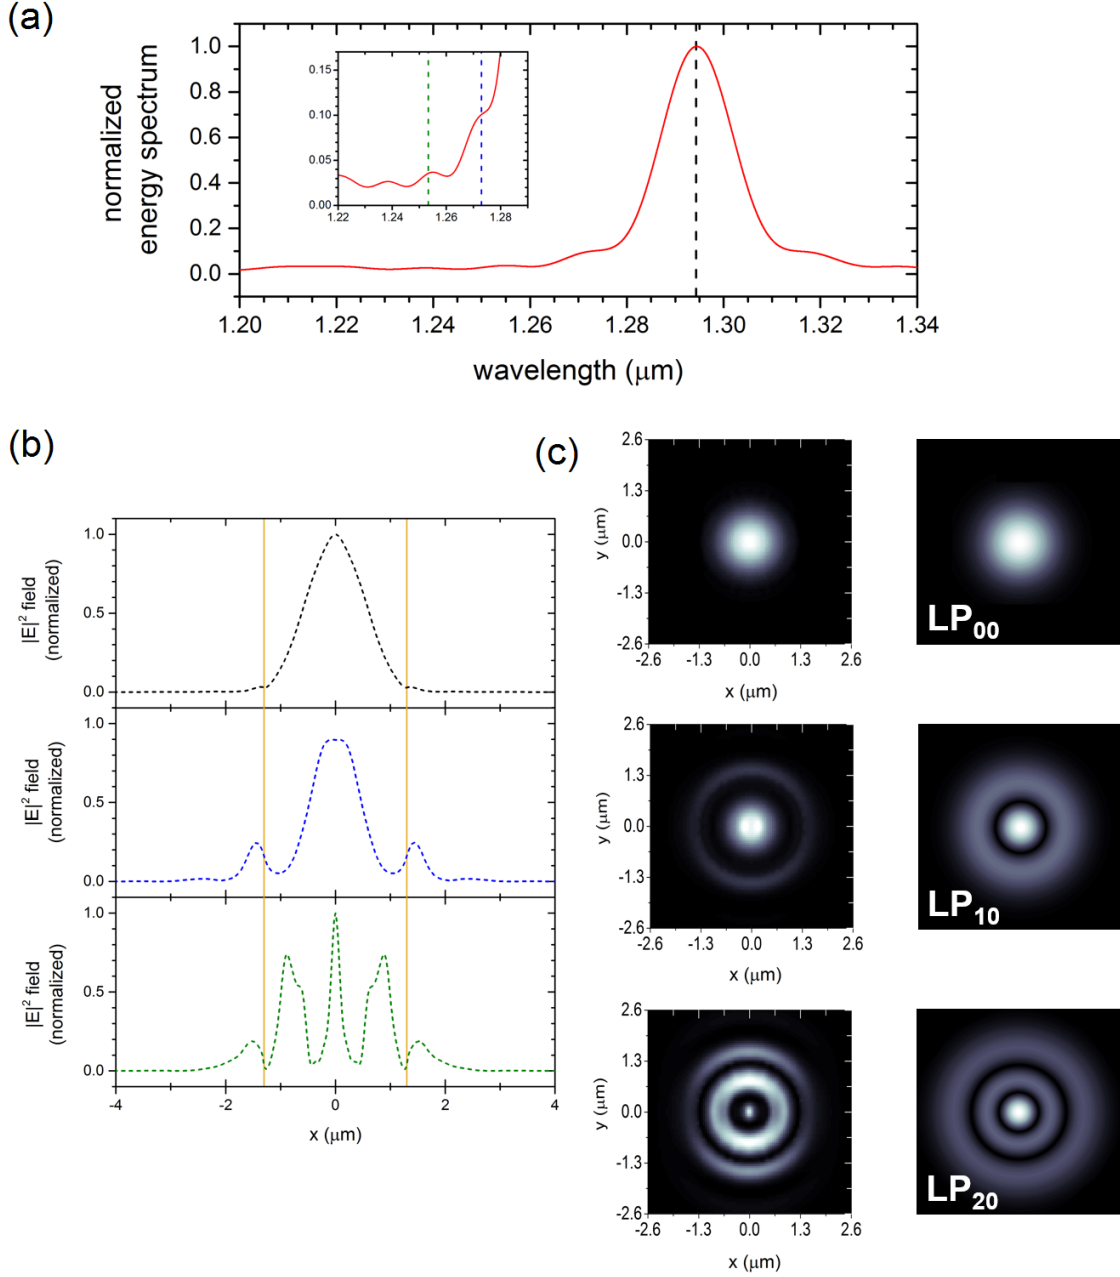 (a)
normalized
energy spectrum
1.0
0.8
0.6
0.4
0.2
0.0
0.15
0.10
0.05
0.00
1.22 1.24 1.26 1.28
1.20 1.22 1.24 1.26 1.28 1.30 1.32 1.34
wavelength (μm)
(b)
|E|² field
(normalized)
1.0
0.5
0.0
|E|² field
(normalized)
1.0
0.5
0.0
|E|² field
(normalized)
1.0
0.5
0.0
-4 -2 0 2 4
x (μm)
(c)
y (μm)
2.6
1.3
0.0
-1.3
-2.6
-2.6 -1.3 0.0 1.3 2.6
x (μm)
LP₀₀
y (μm)
2.6
1.3
0.0
-1.3
-2.6
-2.6 -1.3 0.0 1.3 2.6
x (μm)
LP₁₀
y (μm)
2.6
1.3
0.0
-1.3
-2.6
-2.6 -1.3 0.0 1.3 2.6
x (μm)
LP₂₀